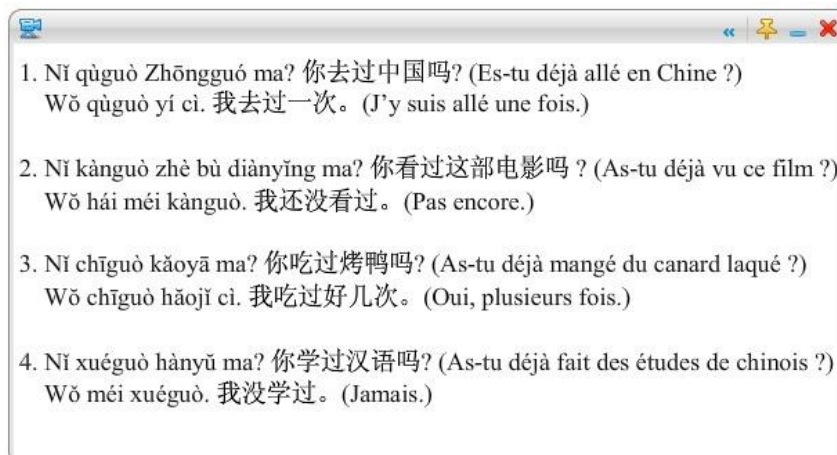 1. Nǐ qùguò Zhōngguó ma? 你去过中国吗? (Es-tu déjà allé en Chine ?)
Wǒ qùguò yí cì. 我去过一次。(J’y suis allé une fois.)
2. Nǐ kànguò zhè bù diànyǐng ma? 你看过这部电影吗 ? (As-tu déjà vu ce film ?)
Wǒ hái méi kànguò. 我还没看过。(Pas encore.)
3. Nǐ chīguò kǎoyā ma? 你吃过烤鸭吗? (As-tu déjà mangé du canard laqué ?)
Wǒ chīguò hǎojǐ cì. 我吃过好几次。(Oui, plusieurs fois.)
4. Nǐ xuéguò hànyǔ ma? 你学过汉语吗? (As-tu déjà fait des études de chinois ?)
Wǒ méi xuéguò. 我没学过。(Jamais.)